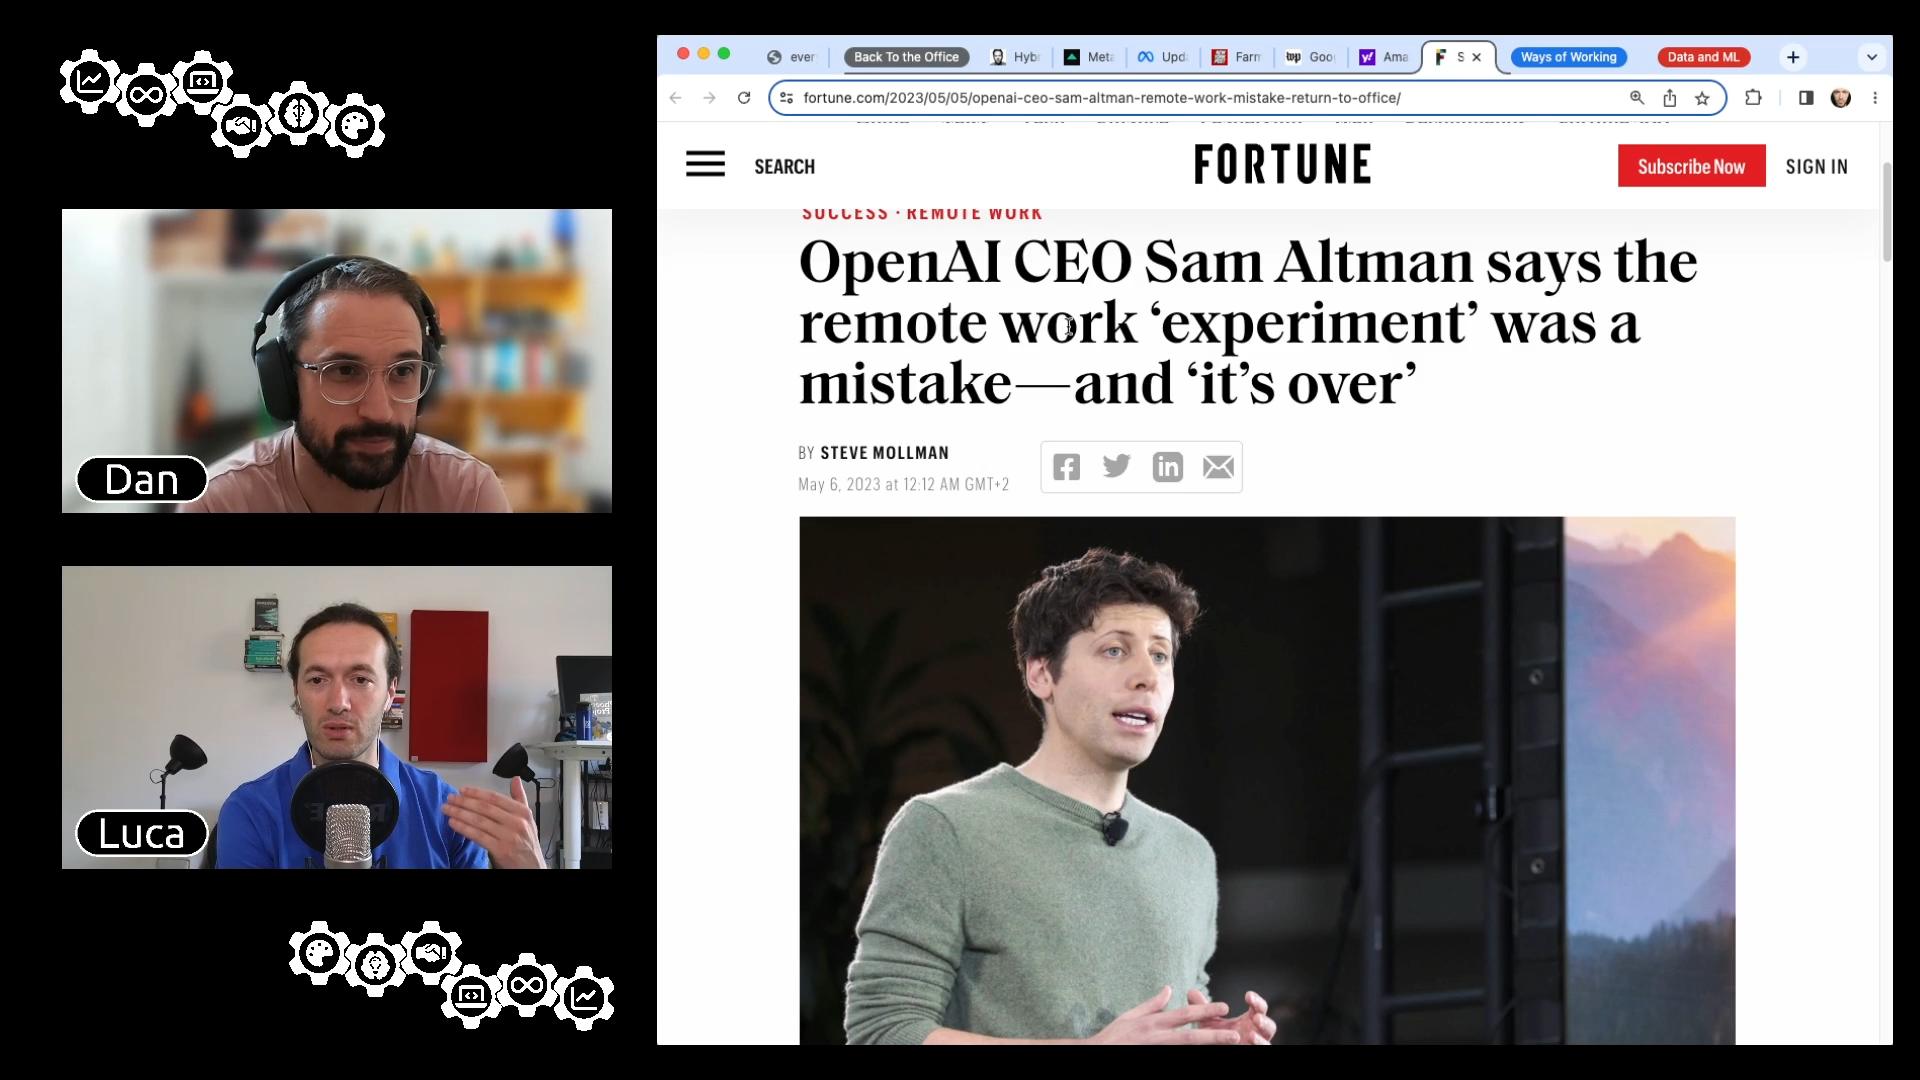 Dan
Luca
ever
Back To the Office
Hybr
Meta
Upd
Farm
Goo
Ama
S
Ways of Working
Data and ML
fortune.com/2023/05/05/openai-ceo-sam-altman-remote-work-mistake-return-to-office/
SEARCH
FORTUNE
Subscribe Now
SIGN IN
SUCCESS · REMOTE WORK
OpenAI CEO Sam Altman says the
remote work ‘experiment’ was a
mistake—and ‘it’s over’
BY STEVE MOLLMAN
May 6, 2023 at 12:12 AM GMT+2